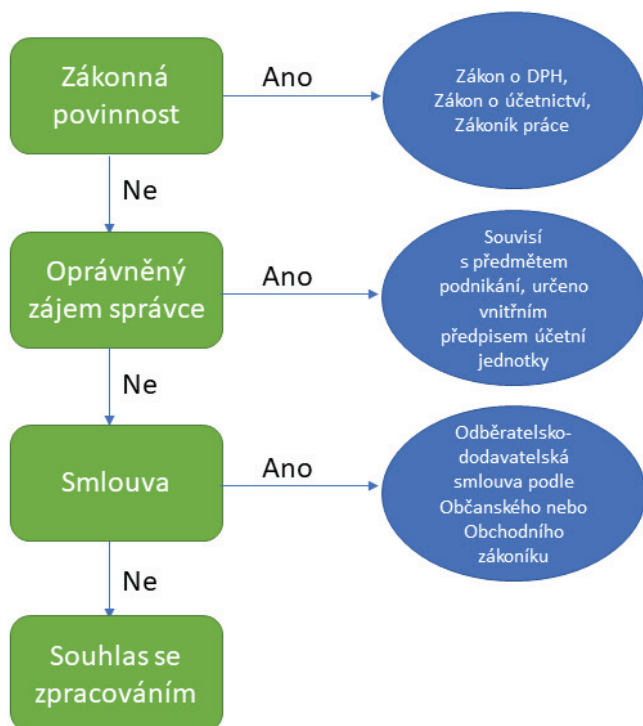 Zákonná
povinnost
Ano
Zákon o DPH,
Zákon o účetnictví,
Zákoník práce
Ne
Oprávněný
zájem správce
Ano
Souvisí
s předmětem
podnikání, určeno
vnitřním
předpisem účetní
jednotky
Ne
Smlouva
Ano
Odběratelsko-
dodavatelská
smlouva podle
Občanského nebo
Obchodního
zákoníku
Ne
Souhlas se
zpracováním